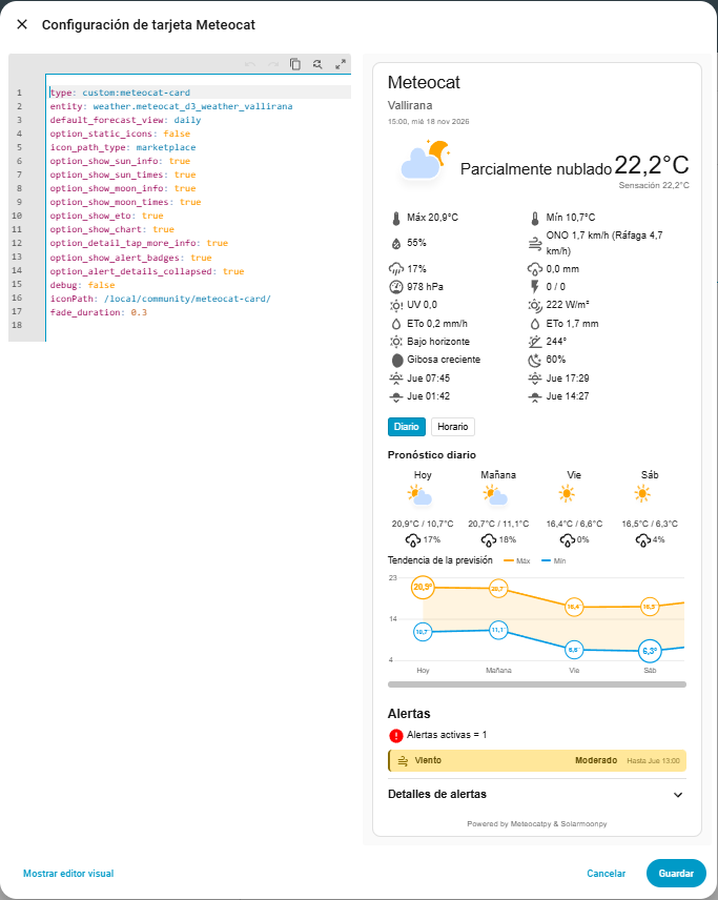 Configuración de tarjeta Meteocat
1 type: custom:meteocat-card
2 entity: weather.meteocat_d3_weather_vallirana
3 default_forecast_view: daily
4 option_static_icons: false
5 icon_path_type: marketplace
6 option_show_sun_info: true
7 option_show_sun_times: true
8 option_show_moon_info: true
9 option_show_moon_times: true
10 option_show_eto: true
11 option_show_chart: true
12 option_detail_tap_more_info: true
13 option_show_alert_badges: true
14 option_alert_details_collapsed: true
15 debug: false
16 iconPath: /local/community/meteocat-card/
17 fade_duration: 0.3
18
Meteocat
Vallirana
15:00, mié 18 nov 2026
Parcialmente nublado 22,2°C
Sensación 22,2°C
Máx 20,9°C Mín 10,7°C
55% ONO 1,7 km/h (Ráfaga 4,7 km/h)
17% 0,0 mm
978 hPa 0 / 0
UV 0,0 222 W/m²
ETo 0,2 mm/h ETo 1,7 mm
Bajo horizonte 244°
Gibosa creciente 60%
Jue 07:45 Jue 17:29
Jue 01:42 Jue 14:27
Diario Horario
Pronóstico diario
Hoy Mañana Vie Sáb
20,9°C / 10,7°C 20,7°C / 11,1°C 16,4°C / 6,6°C 16,5°C / 6,3°C
17% 18% 0% 4%
Tendencia de la previsión Máx Mín
23
20,9° 20,7° 16,4° 16,5°
14
10,7° 11,1° 6,6° 6,3°
4
Hoy Mañana Vie Sáb
Alertas
Alertas activas = 1
Viento Moderado Hasta Jue 13:00
Detalles de alertas
Powered by Meteocatpy & Solarmoonpy
Mostrar editor visual Cancelar Guardar